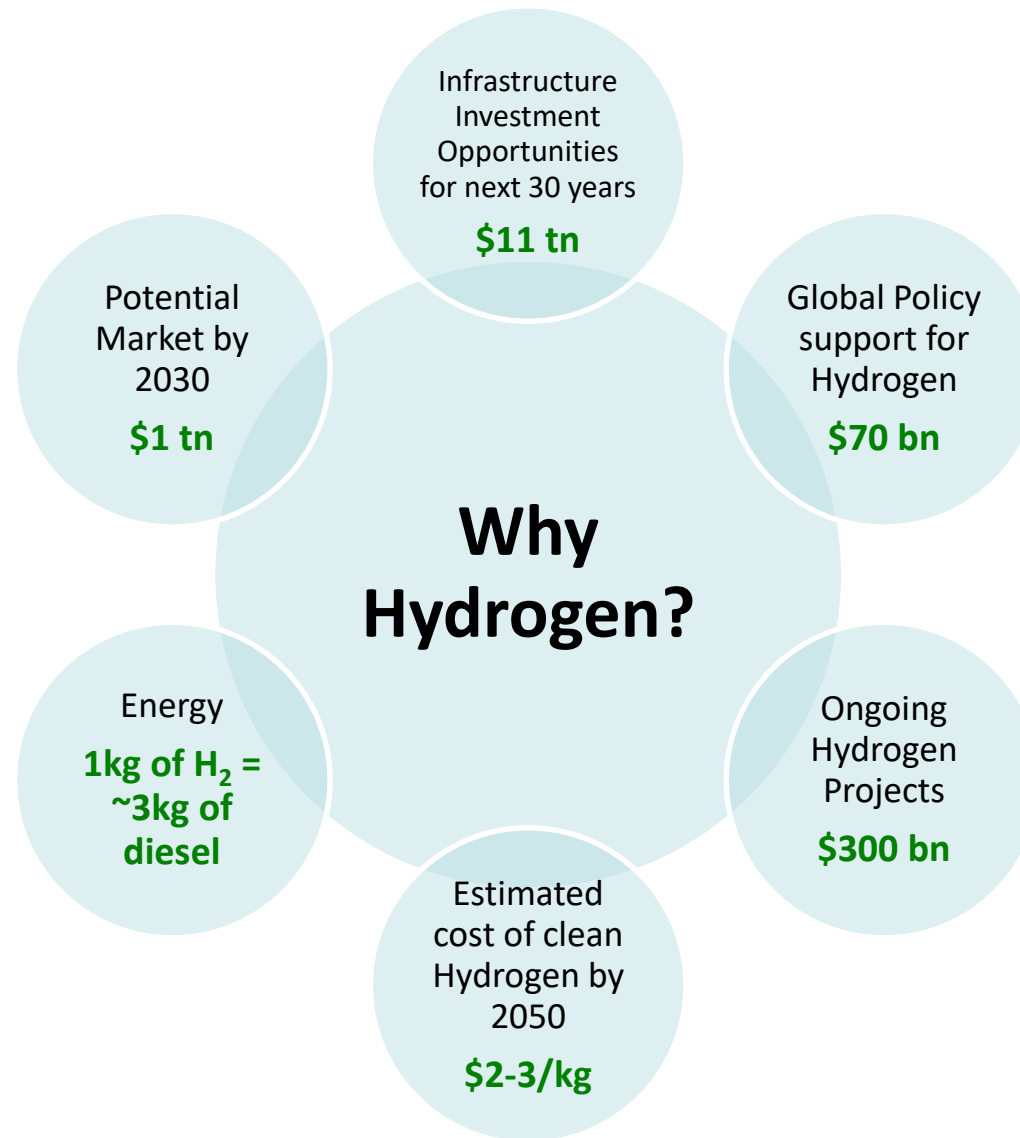 Infrastructure
Investment
Opportunities
for next 30 years
$11 tn
Potential
Market by
2030
$1 tn
Global Policy
support for
Hydrogen
$70 bn
Why
Hydrogen?
Energy
1kg of H₂ =
~3kg of
diesel
Ongoing
Hydrogen
Projects
$300 bn
Estimated
cost of clean
Hydrogen by
2050
$2-3/kg